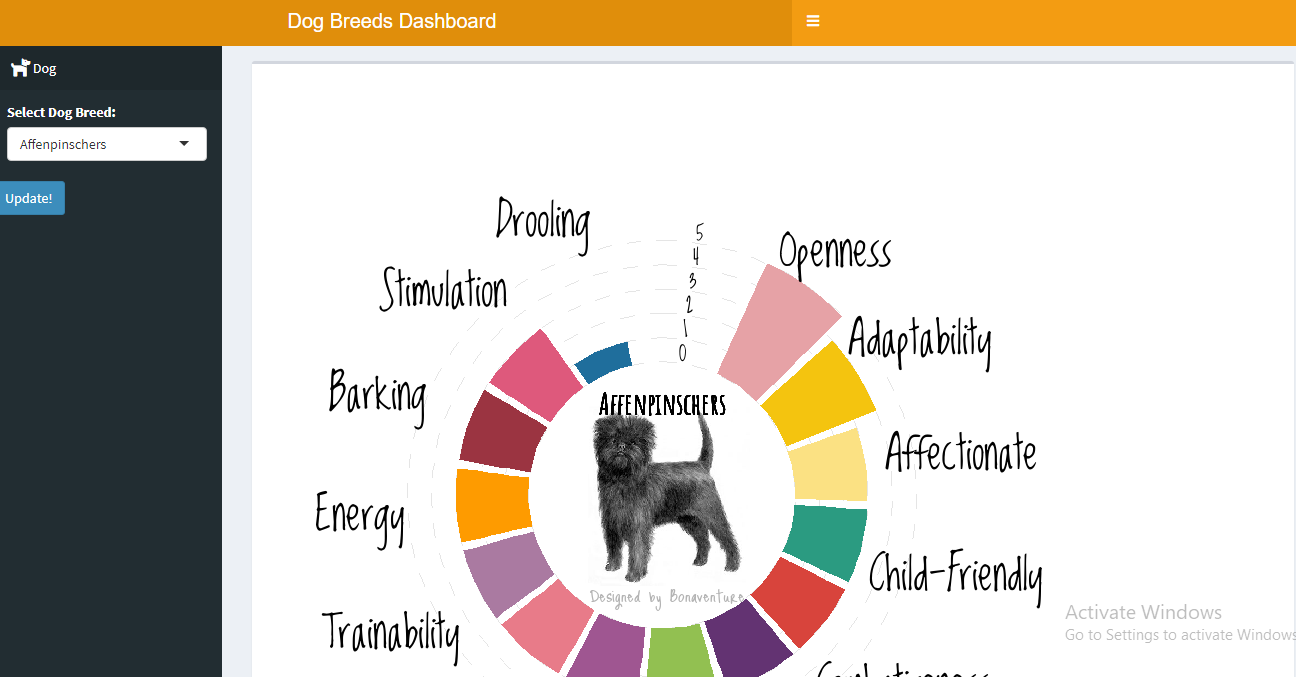 Dog Breeds Dashboard
Dog
Select Dog Breed:
Affenpinschers
Update!
Drooling
5
4
3
2
1
0
Openness
Stimulation
Adaptability
Barking
Affenpinschers
Affectionate
Energy
Child-Friendly
Designed by Bonaventure
Trainability
Activate Windows
Go to Settings to activate Windows